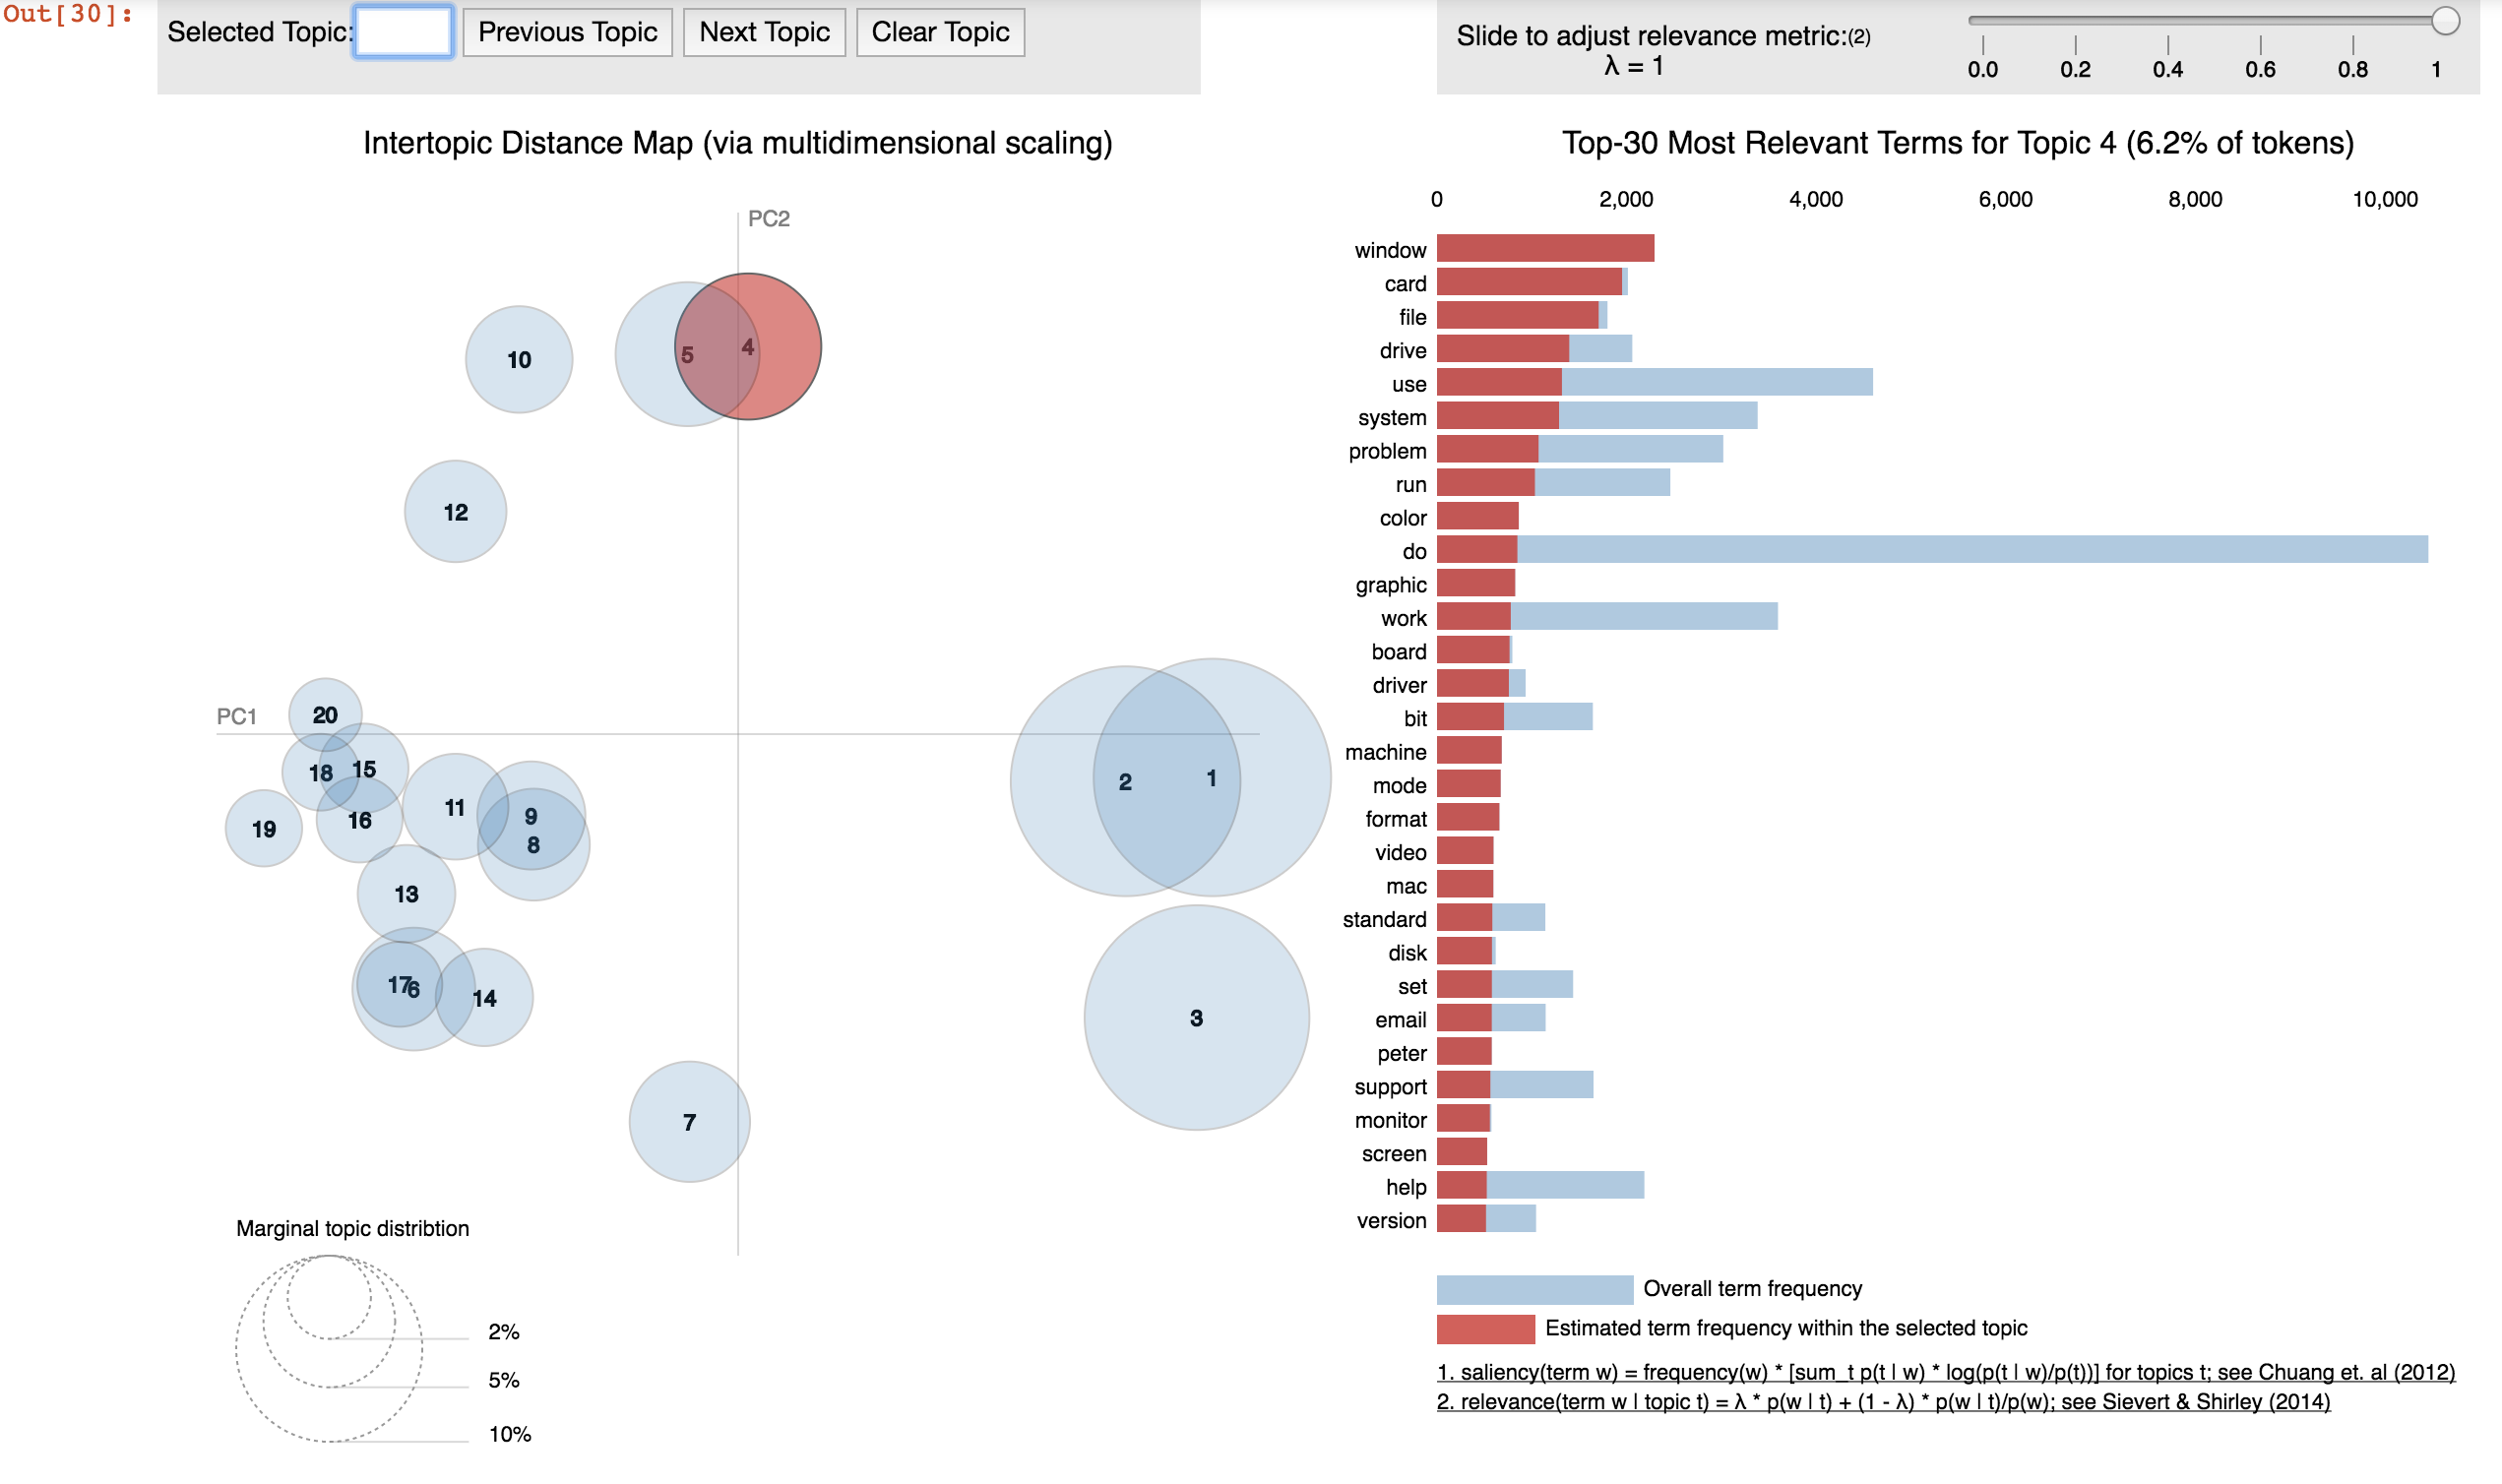 Out[30]:
Selected Topic: Previous Topic Next Topic Clear Topic
Slide to adjust relevance metric:(2)
λ = 1
0.0 0.2 0.4 0.6 0.8 1
Intertopic Distance Map (via multidimensional scaling)
PC2
5 4
10
12
PC1
20
18 15
19 16 11 9
8
13
17 6 14
7
2 1
3
Marginal topic distribtion
2%
5%
10%
Top-30 Most Relevant Terms for Topic 4 (6.2% of tokens)
0 2,000 4,000 6,000 8,000 10,000
window
card
file
drive
use
system
problem
run
color
do
graphic
work
board
driver
bit
machine
mode
format
video
mac
standard
disk
set
email
peter
support
monitor
screen
help
version
Overall term frequency
Estimated term frequency within the selected topic
1. saliency(term w) = frequency(w) * [sum_t p(t | w) * log(p(t | w)/p(t))] for topics t; see Chuang et. al (2012)
2. relevance(term w | topic t) = λ * p(w | t) + (1 - λ) * p(w | t)/p(w); see Sievert & Shirley (2014)